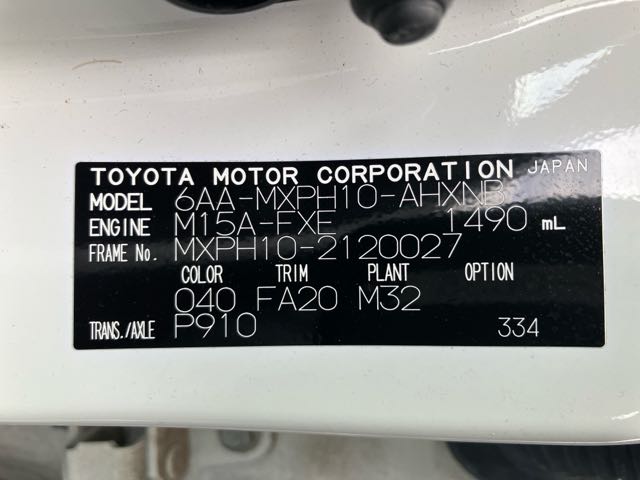 TOYOTA MOTOR CORPORATION JAPAN
MODEL 6AA-MXPH10-AHXNB
ENGINE M15A-FXE 1490 mL
FRAME No. MXPH10-2120027
COLOR TRIM PLANT OPTION
040 FA20 M32
TRANS./AXLE P910 334